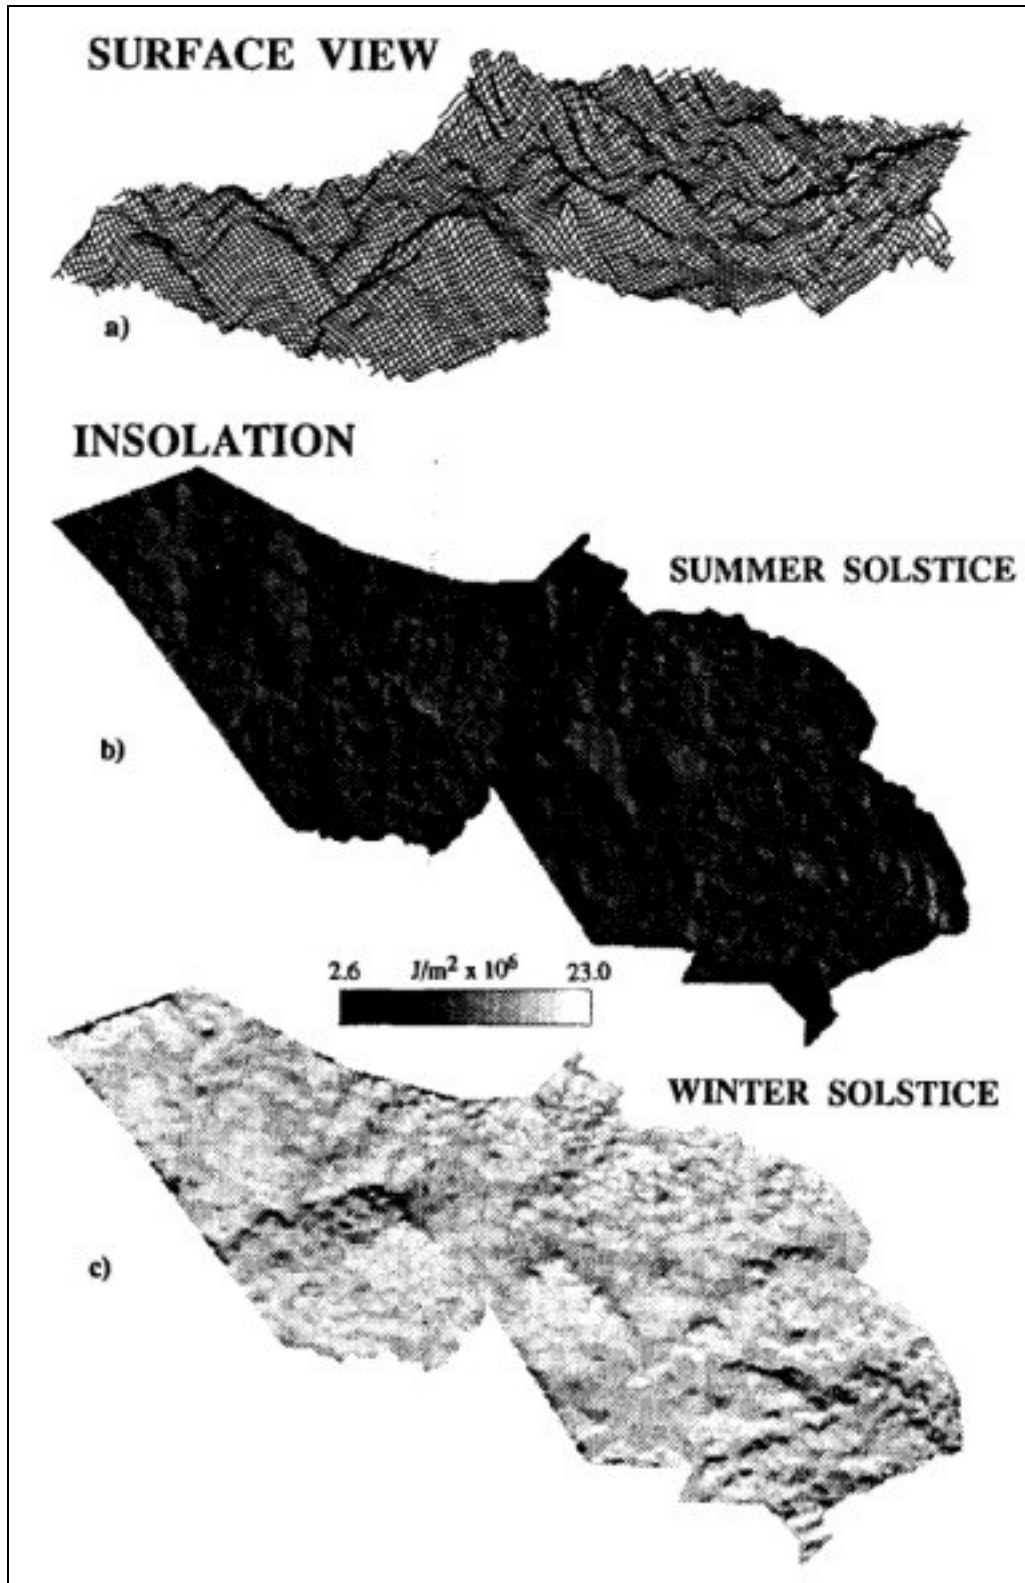 SURFACE VIEW
a)
INSOLATION
SUMMER SOLSTICE
b)
2.6 J/m² x 10⁶ 23.0
WINTER SOLSTICE
c)